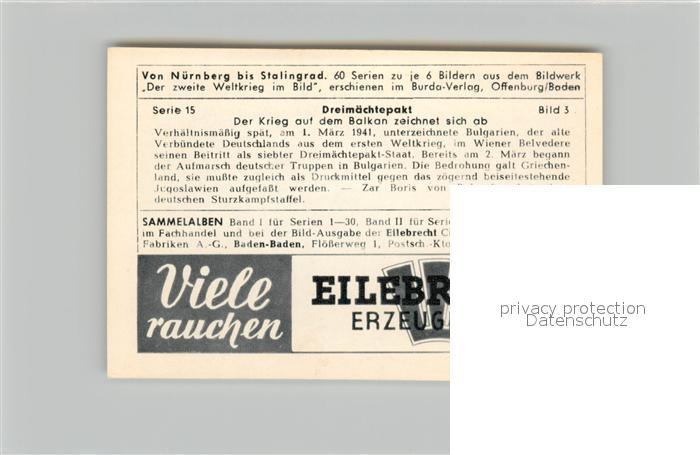 Von Nürnberg bis Stalingrad. 60 Serien zu je 6 Bildern aus dem Bildwerk
„Der zweite Weltkrieg im Bild", erschienen im Burda-Verlag, Offenburg/Baden
Serie 15 Dreimächtepakt Bild 3
Der Krieg auf dem Balkan zeichnet sich ab
Verhältnismäßig spät, am 1. März 1941, unterzeichnete Bulgarien, der alte
Verbündete Deutschlands aus dem ersten Weltkrieg, im Wiener Belvedere
seinen Beitritt als siebter Dreimächtepakt-Staat. Bereits am 2. März begann
der Aufmarsch deutscher Truppen in Bulgarien. Die Bedrohung galt Griechen-
land, sie mußte zugleich als Druckmittel gegen das zögernd beiseitestehende
Jugoslawien aufgefaßt werden. — Zar Boris von
deutschen Sturzkampfstaffel.
SAMMELALBEN Band I für Serien 1—30, Band II für Serie
im Fachhandel und bei der Bild-Ausgabe der Eilebrecht
Fabriken A.-G., Baden-Baden, Flößerweg 1, Postsch.-Kto
Viele
rauchen
EILEBR
ERZEUG
privacy protection
Datenschutz